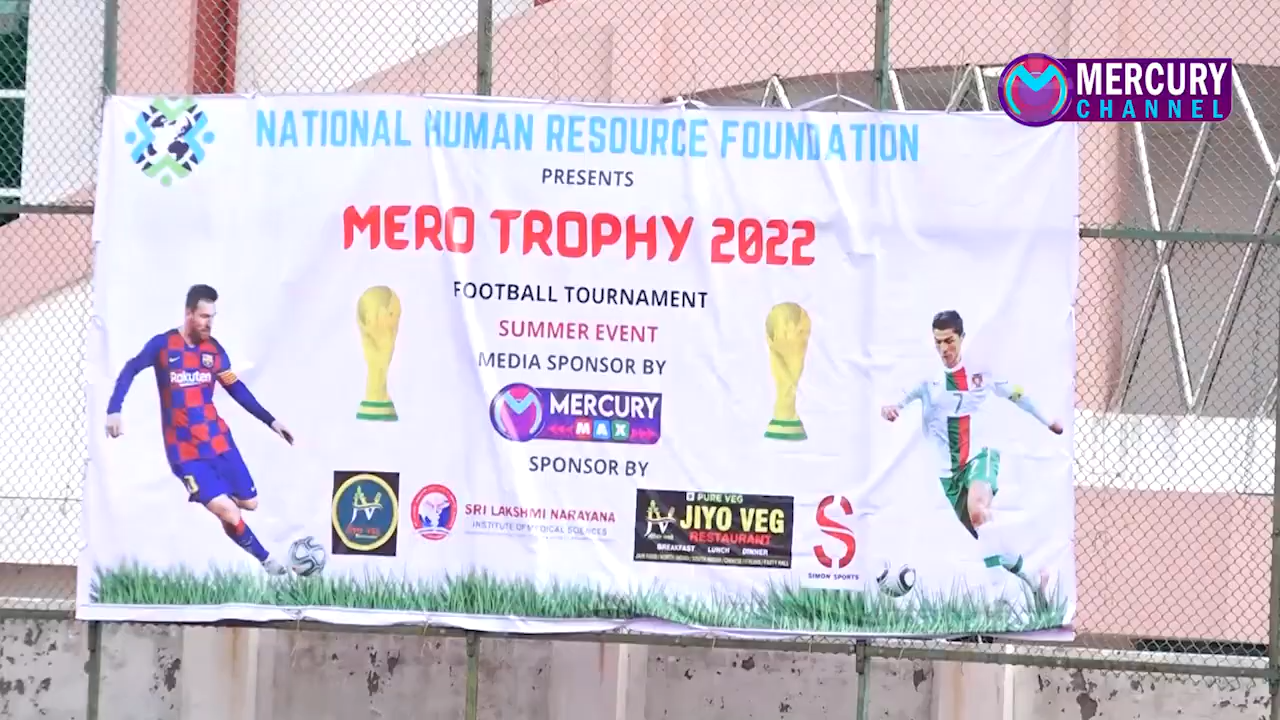 MERCURY
CHANNEL
NATIONAL HUMAN RESOURCE FOUNDATION
PRESENTS
MERO TROPHY 2022
FOOTBALL TOURNAMENT
SUMMER EVENT
MEDIA SPONSOR BY
MERCURY
MAX
SPONSOR BY
Rakuten
7
JIYO VEG
SRI LAKSHMI NARAYANA
INSTITUTE OF MEDICAL SCIENCES
PURE VEG
JIYO VEG
RESTAURANT
BREAKFAST LUNCH DINNER
S
SIMON SPORTS